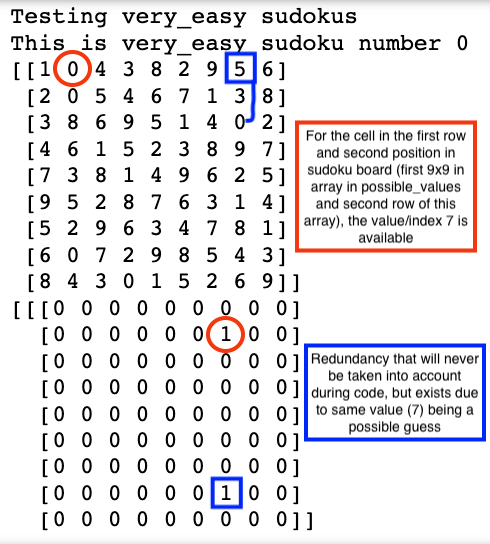 Testing very_easy sudokus
This is very_easy sudoku number 0
[[1 0 4 3 8 2 9 5 6]
[2 0 5 4 6 7 1 3 8]
[3 8 6 9 5 1 4 0 2]
[4 6 1 5 2 3 8 9 7]
[7 3 8 1 4 9 6 2 5]
[9 5 2 8 7 6 3 1 4]
[5 2 9 6 3 4 7 8 1]
[6 0 7 2 9 8 5 4 3]
[8 4 3 0 1 5 2 6 9]]
For the cell in the first row
and second position in
sudoku board (first 9x9 in
array in possible_values
and second row of this
array), the value/index 7 is
available
[[[0 0 0 0 0 0 0 0 0]
[0 0 0 0 0 0 1 0 0]
[0 0 0 0 0 0 0 0 0]
[0 0 0 0 0 0 0 0 0]
[0 0 0 0 0 0 0 0 0]
[0 0 0 0 0 0 0 0 0]
[0 0 0 0 0 0 0 0 0]
[0 0 0 0 0 0 1 0 0]
[0 0 0 0 0 0 0 0 0]]
Redundancy that will never
be taken into account
during code, but exists due
to same value (7) being a
possible guess